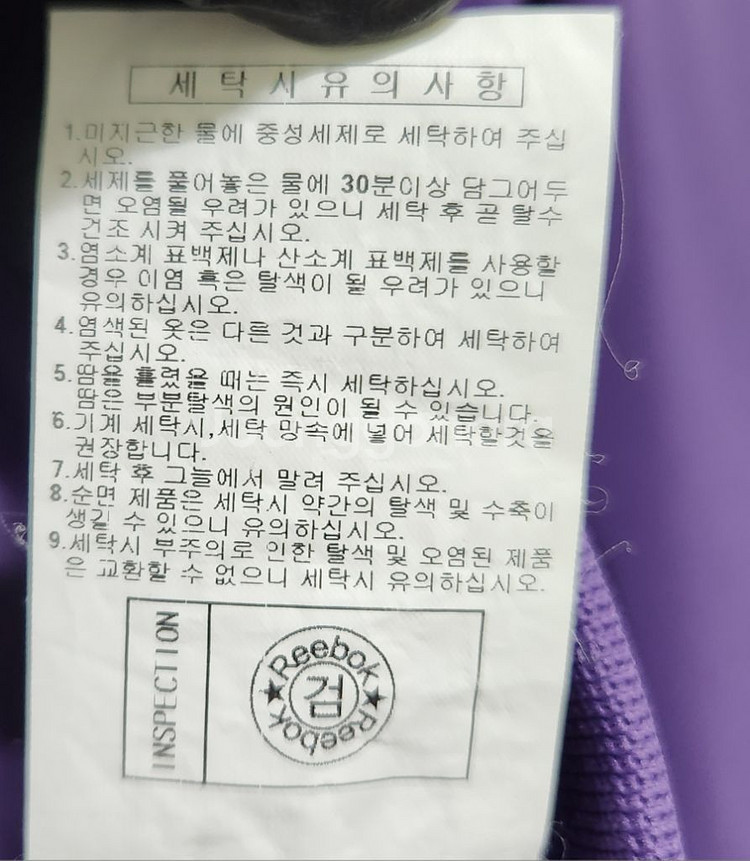 세탁시유의사항
1.미지근한 물에 중성세제로 세탁하여 주십
시오.
2.세제를 풀어놓은 물에 30분이상 담그어두
면 오염될 우려가 있으니 세탁 후 곧 탈수
건조 시켜 주십시오.
3.염소계 표백제나 산소계 표백제를 사용할
경우 이염 혹은 탈색이 될 우려가 있으니
유의하십시오.
4.염색된 옷은 다른 것과 구분하여 세탁하여
주십시오.
5.땀을 흘렸을 때는 즉시 세탁하십시오.
땀은 부분탈색의 원인이 될 수 있습니다.
6.기계 세탁시,세탁 망속에 넣어 세탁할것을
권장합니다.
7.세탁 후 그늘에서 말려 주십시오.
8.순면 제품은 세탁시 약간의 탈색 및 수축이
생길 수 있으니 유의하십시오.
9.세탁시 부주의로 인한 탈색 및 오염된 제품
은 교환할 수 없으니 세탁시 유의하십시오.
INSPECTION
Reebok
검
Reebok